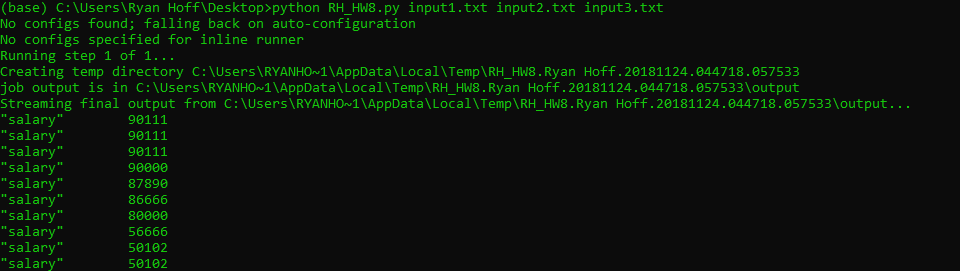 (base) C:\Users\Ryan Hoff\Desktop>python RH_HW8.py input1.txt input2.txt input3.txt
No configs found; falling back on auto-configuration
No configs specified for inline runner
Running step 1 of 1...
Creating temp directory C:\Users\RYANHO~1\AppData\Local\Temp\RH_HW8.Ryan Hoff.20181124.044718.057533
job output is in C:\Users\RYANHO~1\AppData\Local\Temp\RH_HW8.Ryan Hoff.20181124.044718.057533\output
Streaming final output from C:\Users\RYANHO~1\AppData\Local\Temp\RH_HW8.Ryan Hoff.20181124.044718.057533\output...
"salary"        90111
"salary"        90111
"salary"        90111
"salary"        90000
"salary"        87890
"salary"        86666
"salary"        80000
"salary"        56666
"salary"        50102
"salary"        50102